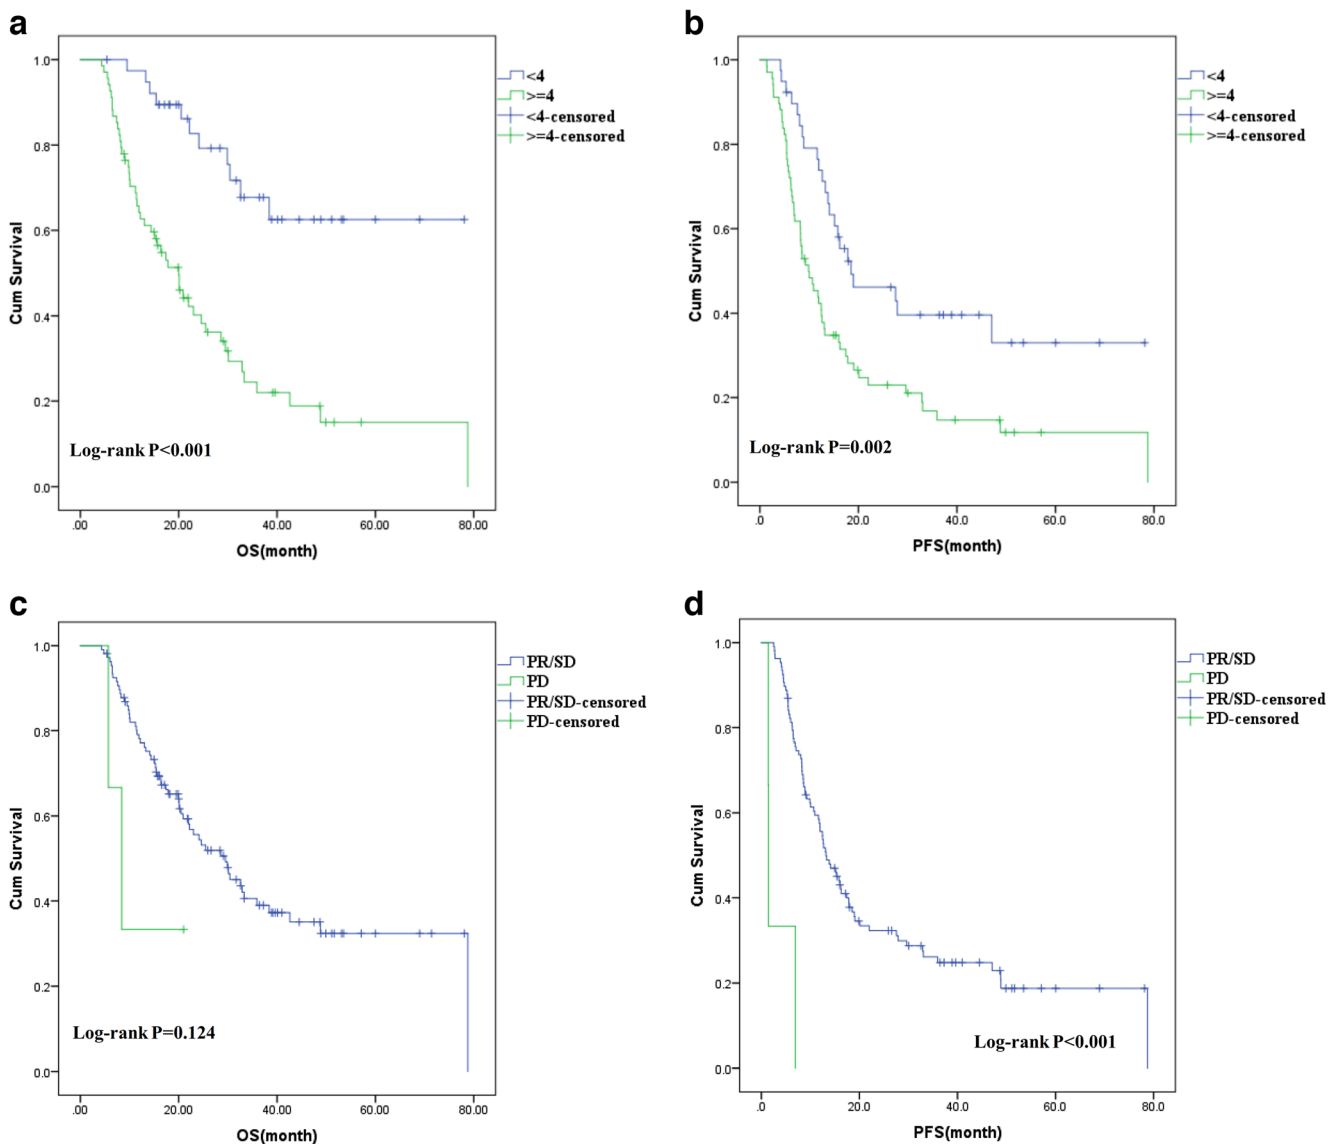 a
1.0
0.8
0.6
0.4
0.2
0.0
Cum Survival
.00 20.00 40.00 60.00 80.00
OS(month)
Log-rank P<0.001
<4
>=4
<4-censored
>=4-censored
b
1.0
0.8
0.6
0.4
0.2
0.0
Cum Survival
.0 20.0 40.0 60.0 80.0
PFS(month)
Log-rank P=0.002
<4
>=4
<4-censored
>=4-censored
c
1.0
0.8
0.6
0.4
0.2
0.0
Cum Survival
.00 20.00 40.00 60.00 80.00
OS(month)
Log-rank P=0.124
PR/SD
PD
PR/SD-censored
PD-censored
d
1.0
0.8
0.6
0.4
0.2
0.0
Cum Survival
.0 20.0 40.0 60.0 80.0
PFS(month)
Log-rank P<0.001
PR/SD
PD
PR/SD-censored
PD-censored